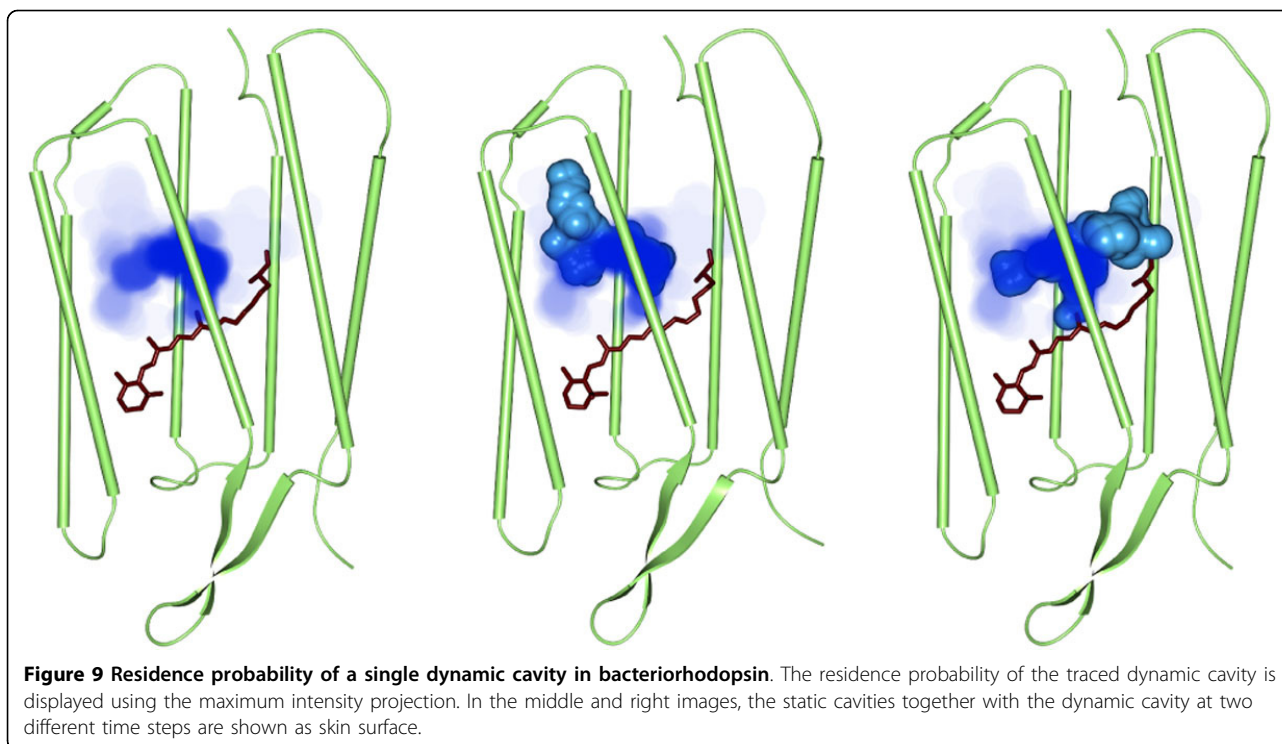 Figure 9 Residence probability of a single dynamic cavity in bacteriorhodopsin. The residence probability of the traced dynamic cavity is
displayed using the maximum intensity projection. In the middle and right images, the static cavities together with the dynamic cavity at two
different time steps are shown as skin surface.